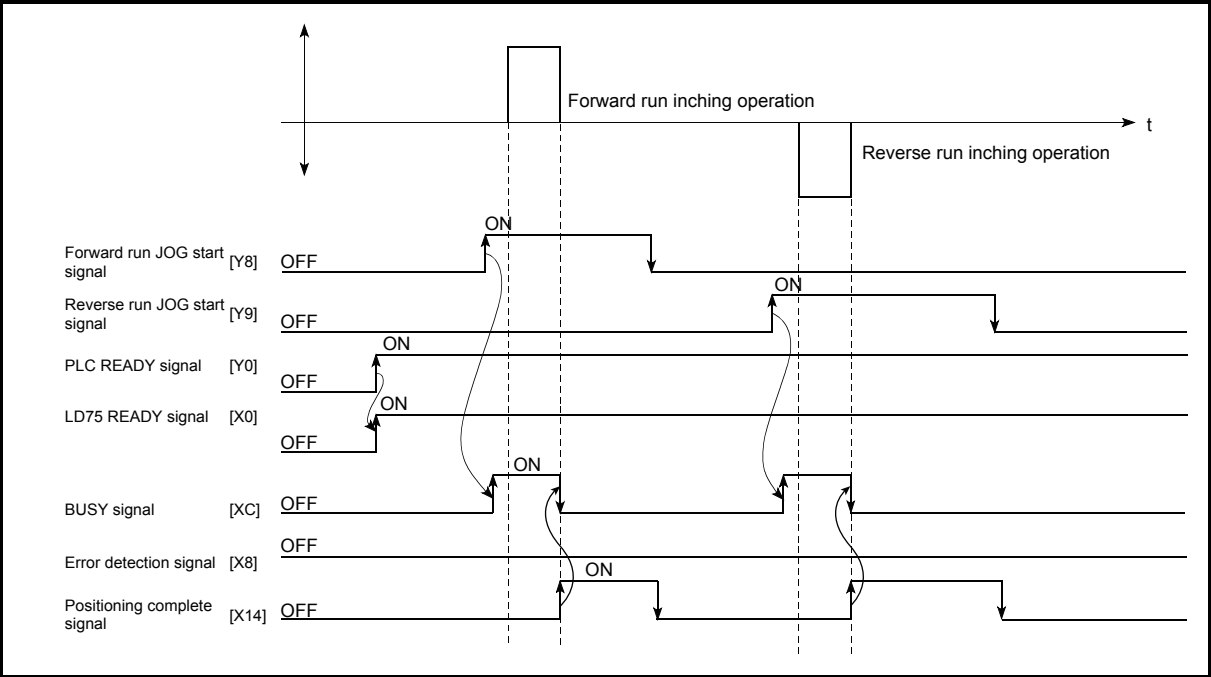 Forward run inching operation
t
Reverse run inching operation
ON
Forward run JOG start
signal
[Y8]
OFF
ON
Reverse run JOG start
signal
[Y9]
OFF
ON
PLC READY signal
[Y0]
OFF
ON
LD75 READY signal
[X0]
OFF
ON
BUSY signal
[XC]
OFF
OFF
Error detection signal
[X8]
ON
Positioning complete
signal
[X14]
OFF